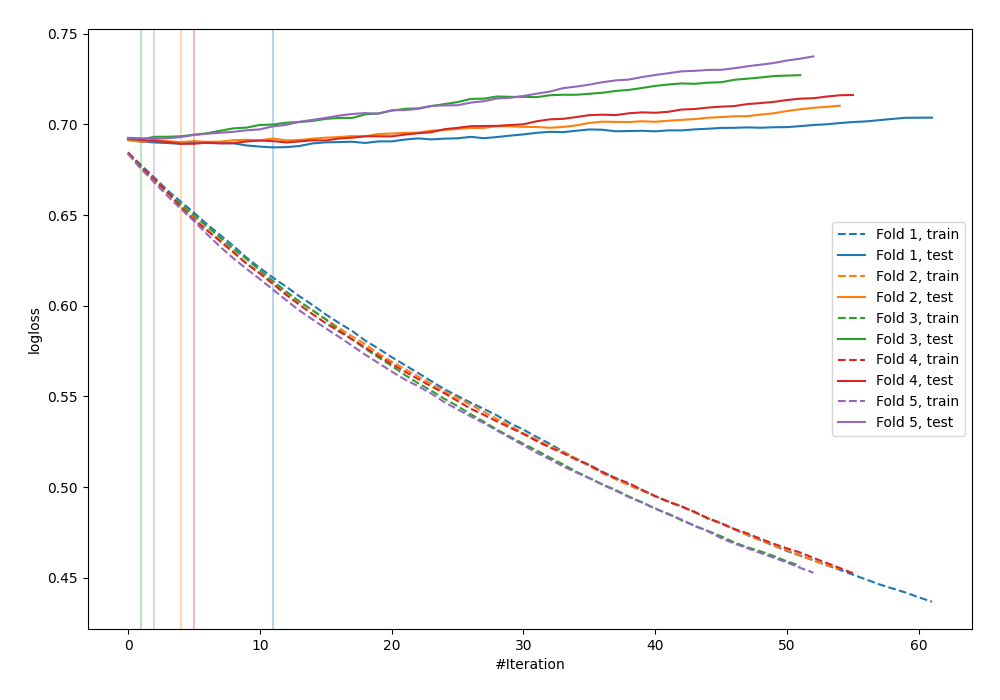 0.75
0.70
0.65
0.60
0.55
0.50
0.45
logloss
0 10 20 30 40 50 60
#Iteration
Fold 1, train
Fold 1, test
Fold 2, train
Fold 2, test
Fold 3, train
Fold 3, test
Fold 4, train
Fold 4, test
Fold 5, train
Fold 5, test